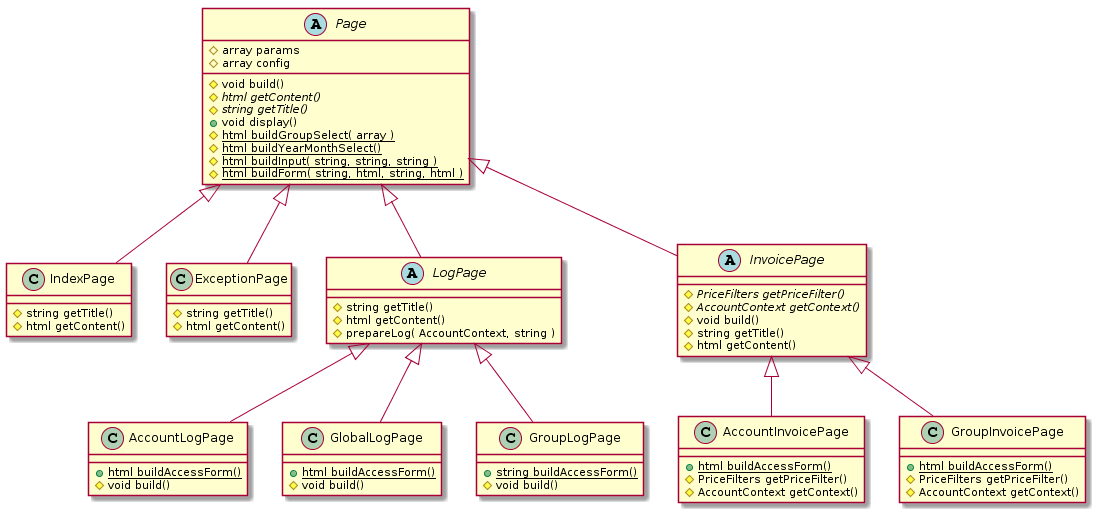 A Page
array params
array config
void build()
html getContent()
string getTitle()
void display()
html buildGroupSelect( array )
html buildYearMonthSelect()
html buildInput( string, string, string )
html buildForm( string, html, string, html )
C IndexPage
string getTitle()
html getContent()
C ExceptionPage
string getTitle()
html getContent()
A LogPage
string getTitle()
html getContent()
prepareLog( AccountContext, string )
A InvoicePage
PriceFilters getPriceFilter()
AccountContext getContext()
void build()
string getTitle()
html getContent()
C AccountLogPage
html buildAccessForm()
void build()
C GlobalLogPage
html buildAccessForm()
void build()
C GroupLogPage
string buildAccessForm()
void build()
C AccountInvoicePage
html buildAccessForm()
PriceFilters getPriceFilter()
AccountContext getContext()
C GroupInvoicePage
html buildAccessForm()
PriceFilters getPriceFilter()
AccountContext getContext()